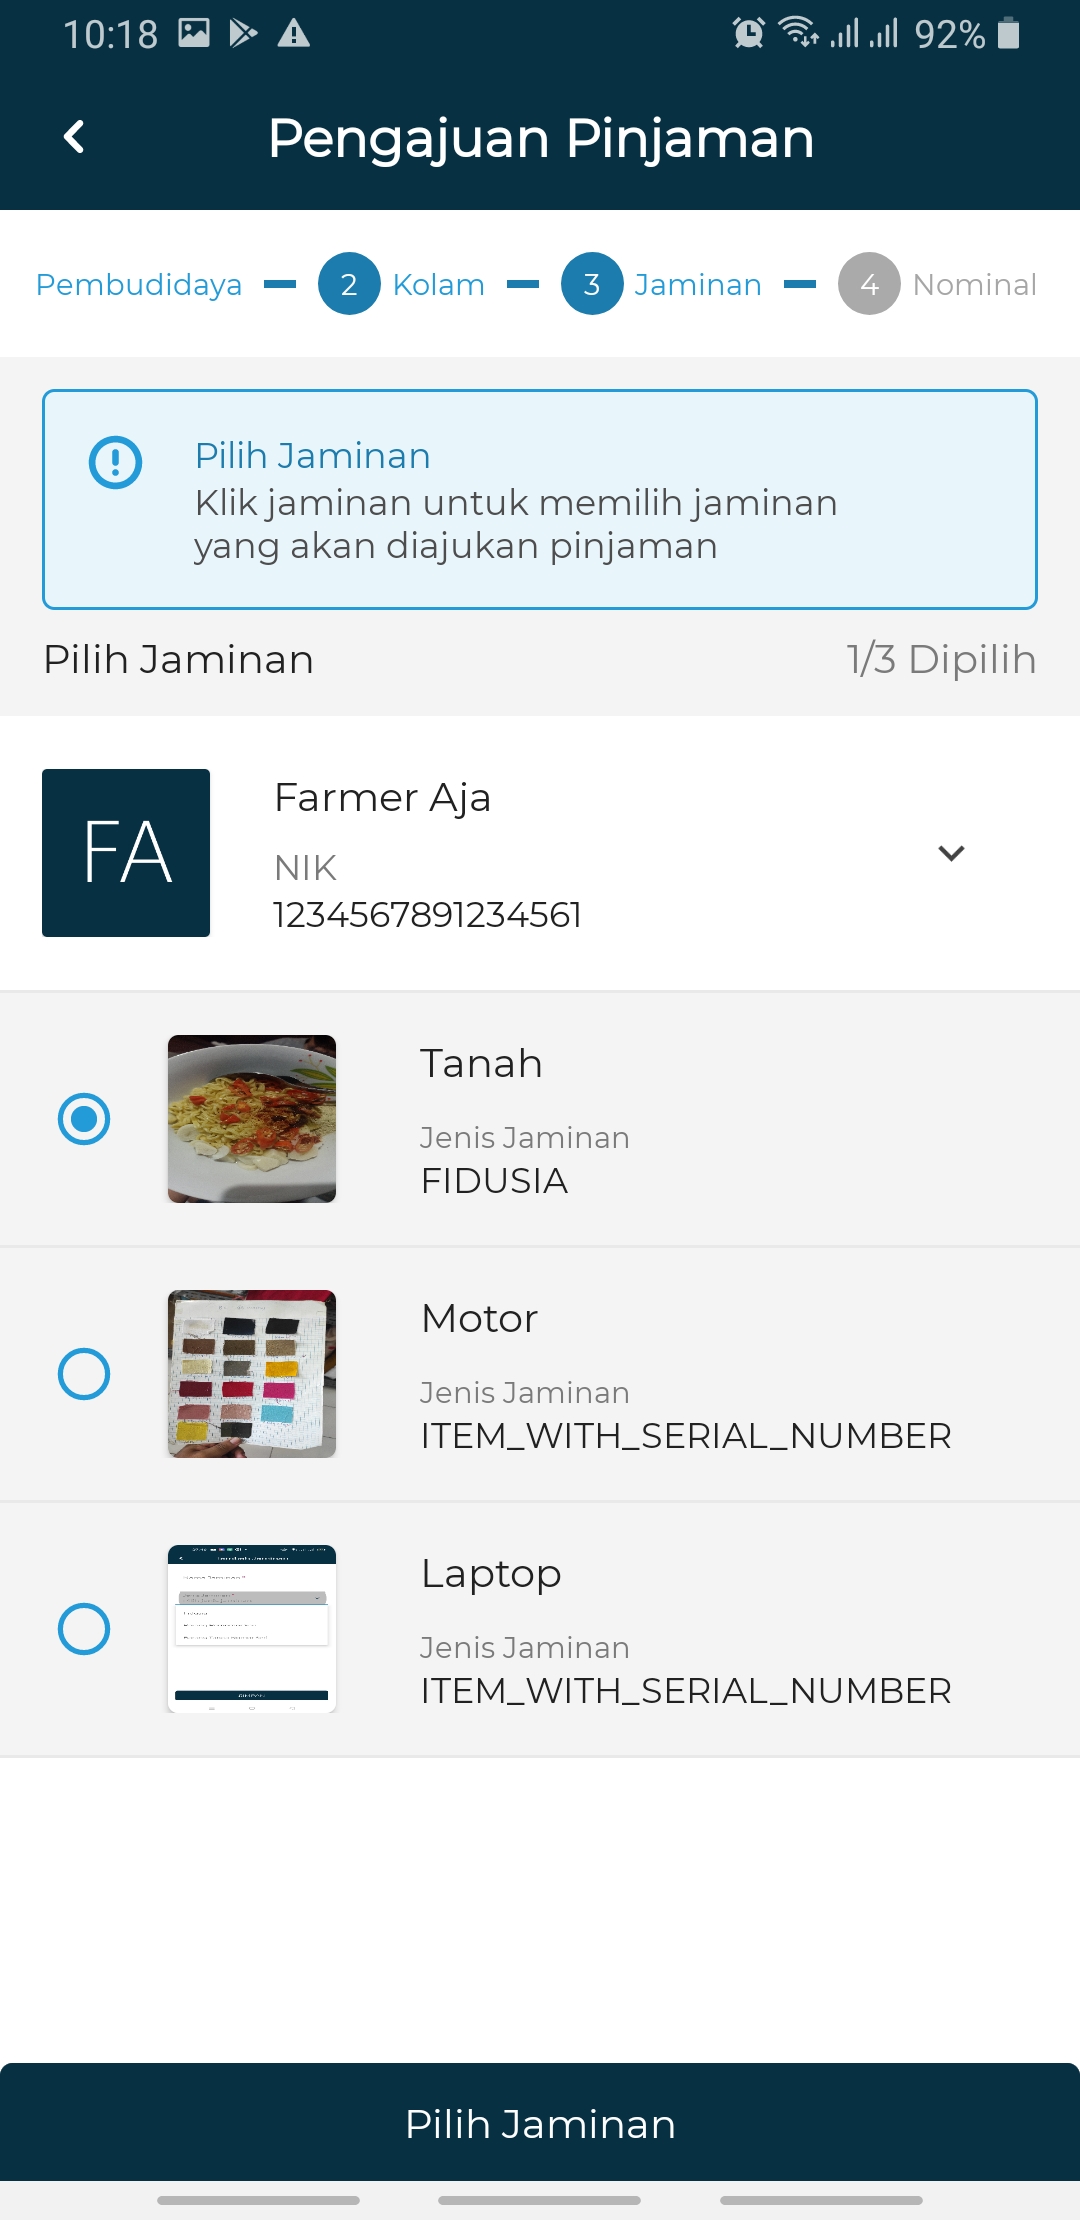 10:18
92%
Pengajuan Pinjaman
Pembudidaya
2 Kolam
3 Jaminan
4 Nominal
Pilih Jaminan
Klik jaminan untuk memilih jaminan
yang akan diajukan pinjaman
Pilih Jaminan
1/3 Dipilih
FA
Farmer Aja
NIK
1234567891234561
Tanah
Jenis Jaminan
FIDUSIA
Motor
Jenis Jaminan
ITEM_WITH_SERIAL_NUMBER
Laptop
Jenis Jaminan
ITEM_WITH_SERIAL_NUMBER
Pilih Jaminan